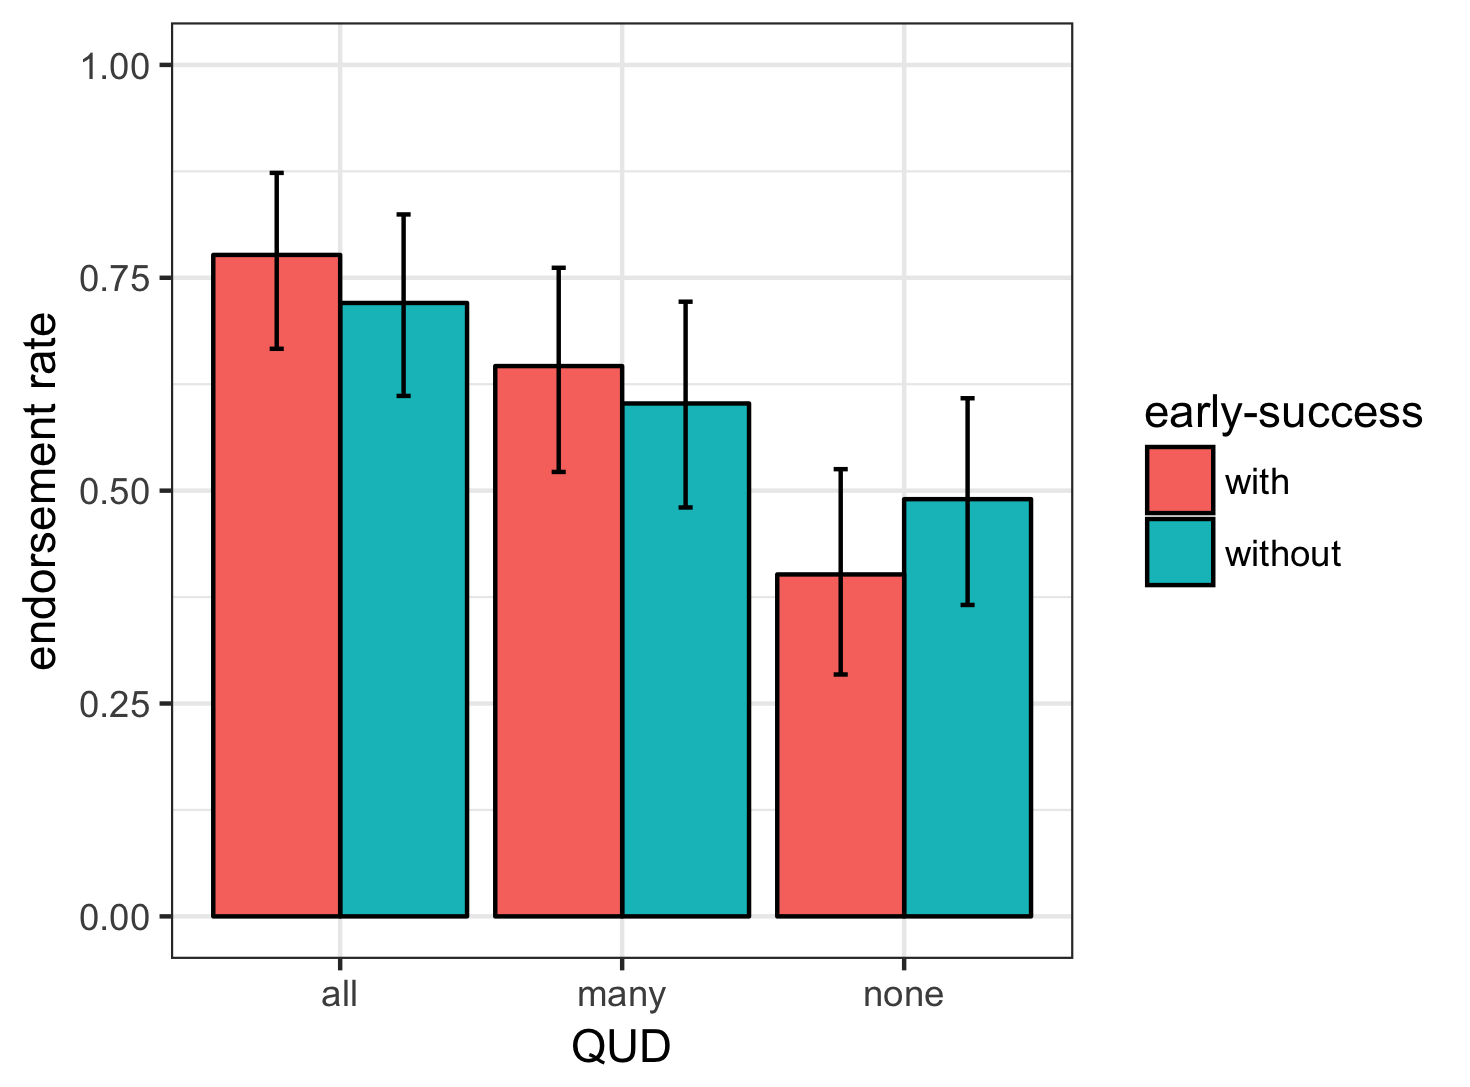 1.00
0.75
0.50
0.25
0.00
endorsement rate
all many none
QUD
early-success
with
without